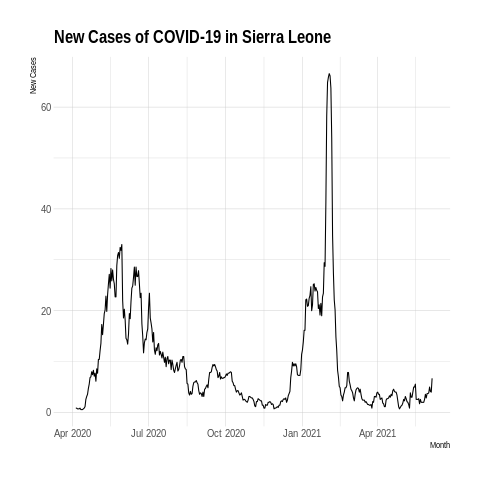 New Cases of COVID-19 in Sierra Leone
New Cases
60
40
20
0
Apr 2020 Jul 2020 Oct 2020 Jan 2021 Apr 2021
Month